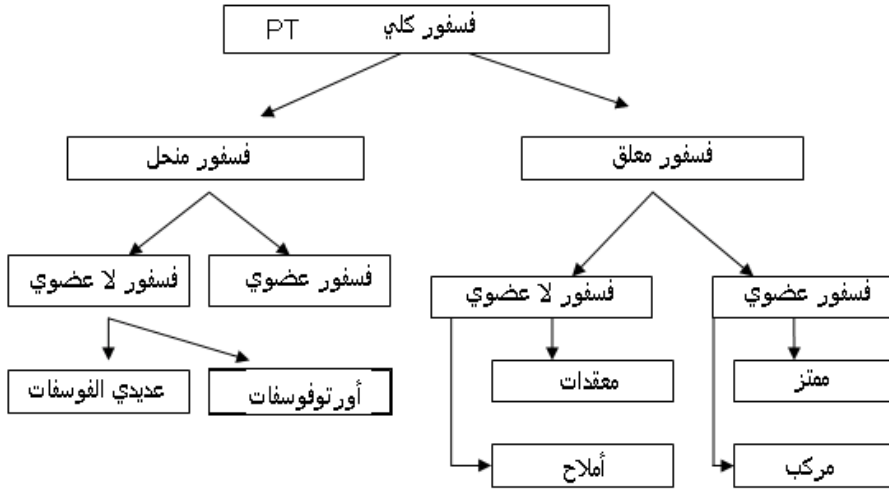 فسفور كلي PT
فسفور معلق
فسفور منحل
فسفور عضوي
فسفور لا عضوي
فسفور عضوي
فسفور لا عضوي
ممتز
معقدات
أورتوفوسفات
عديدي الفوسفات
مركب
أملاح